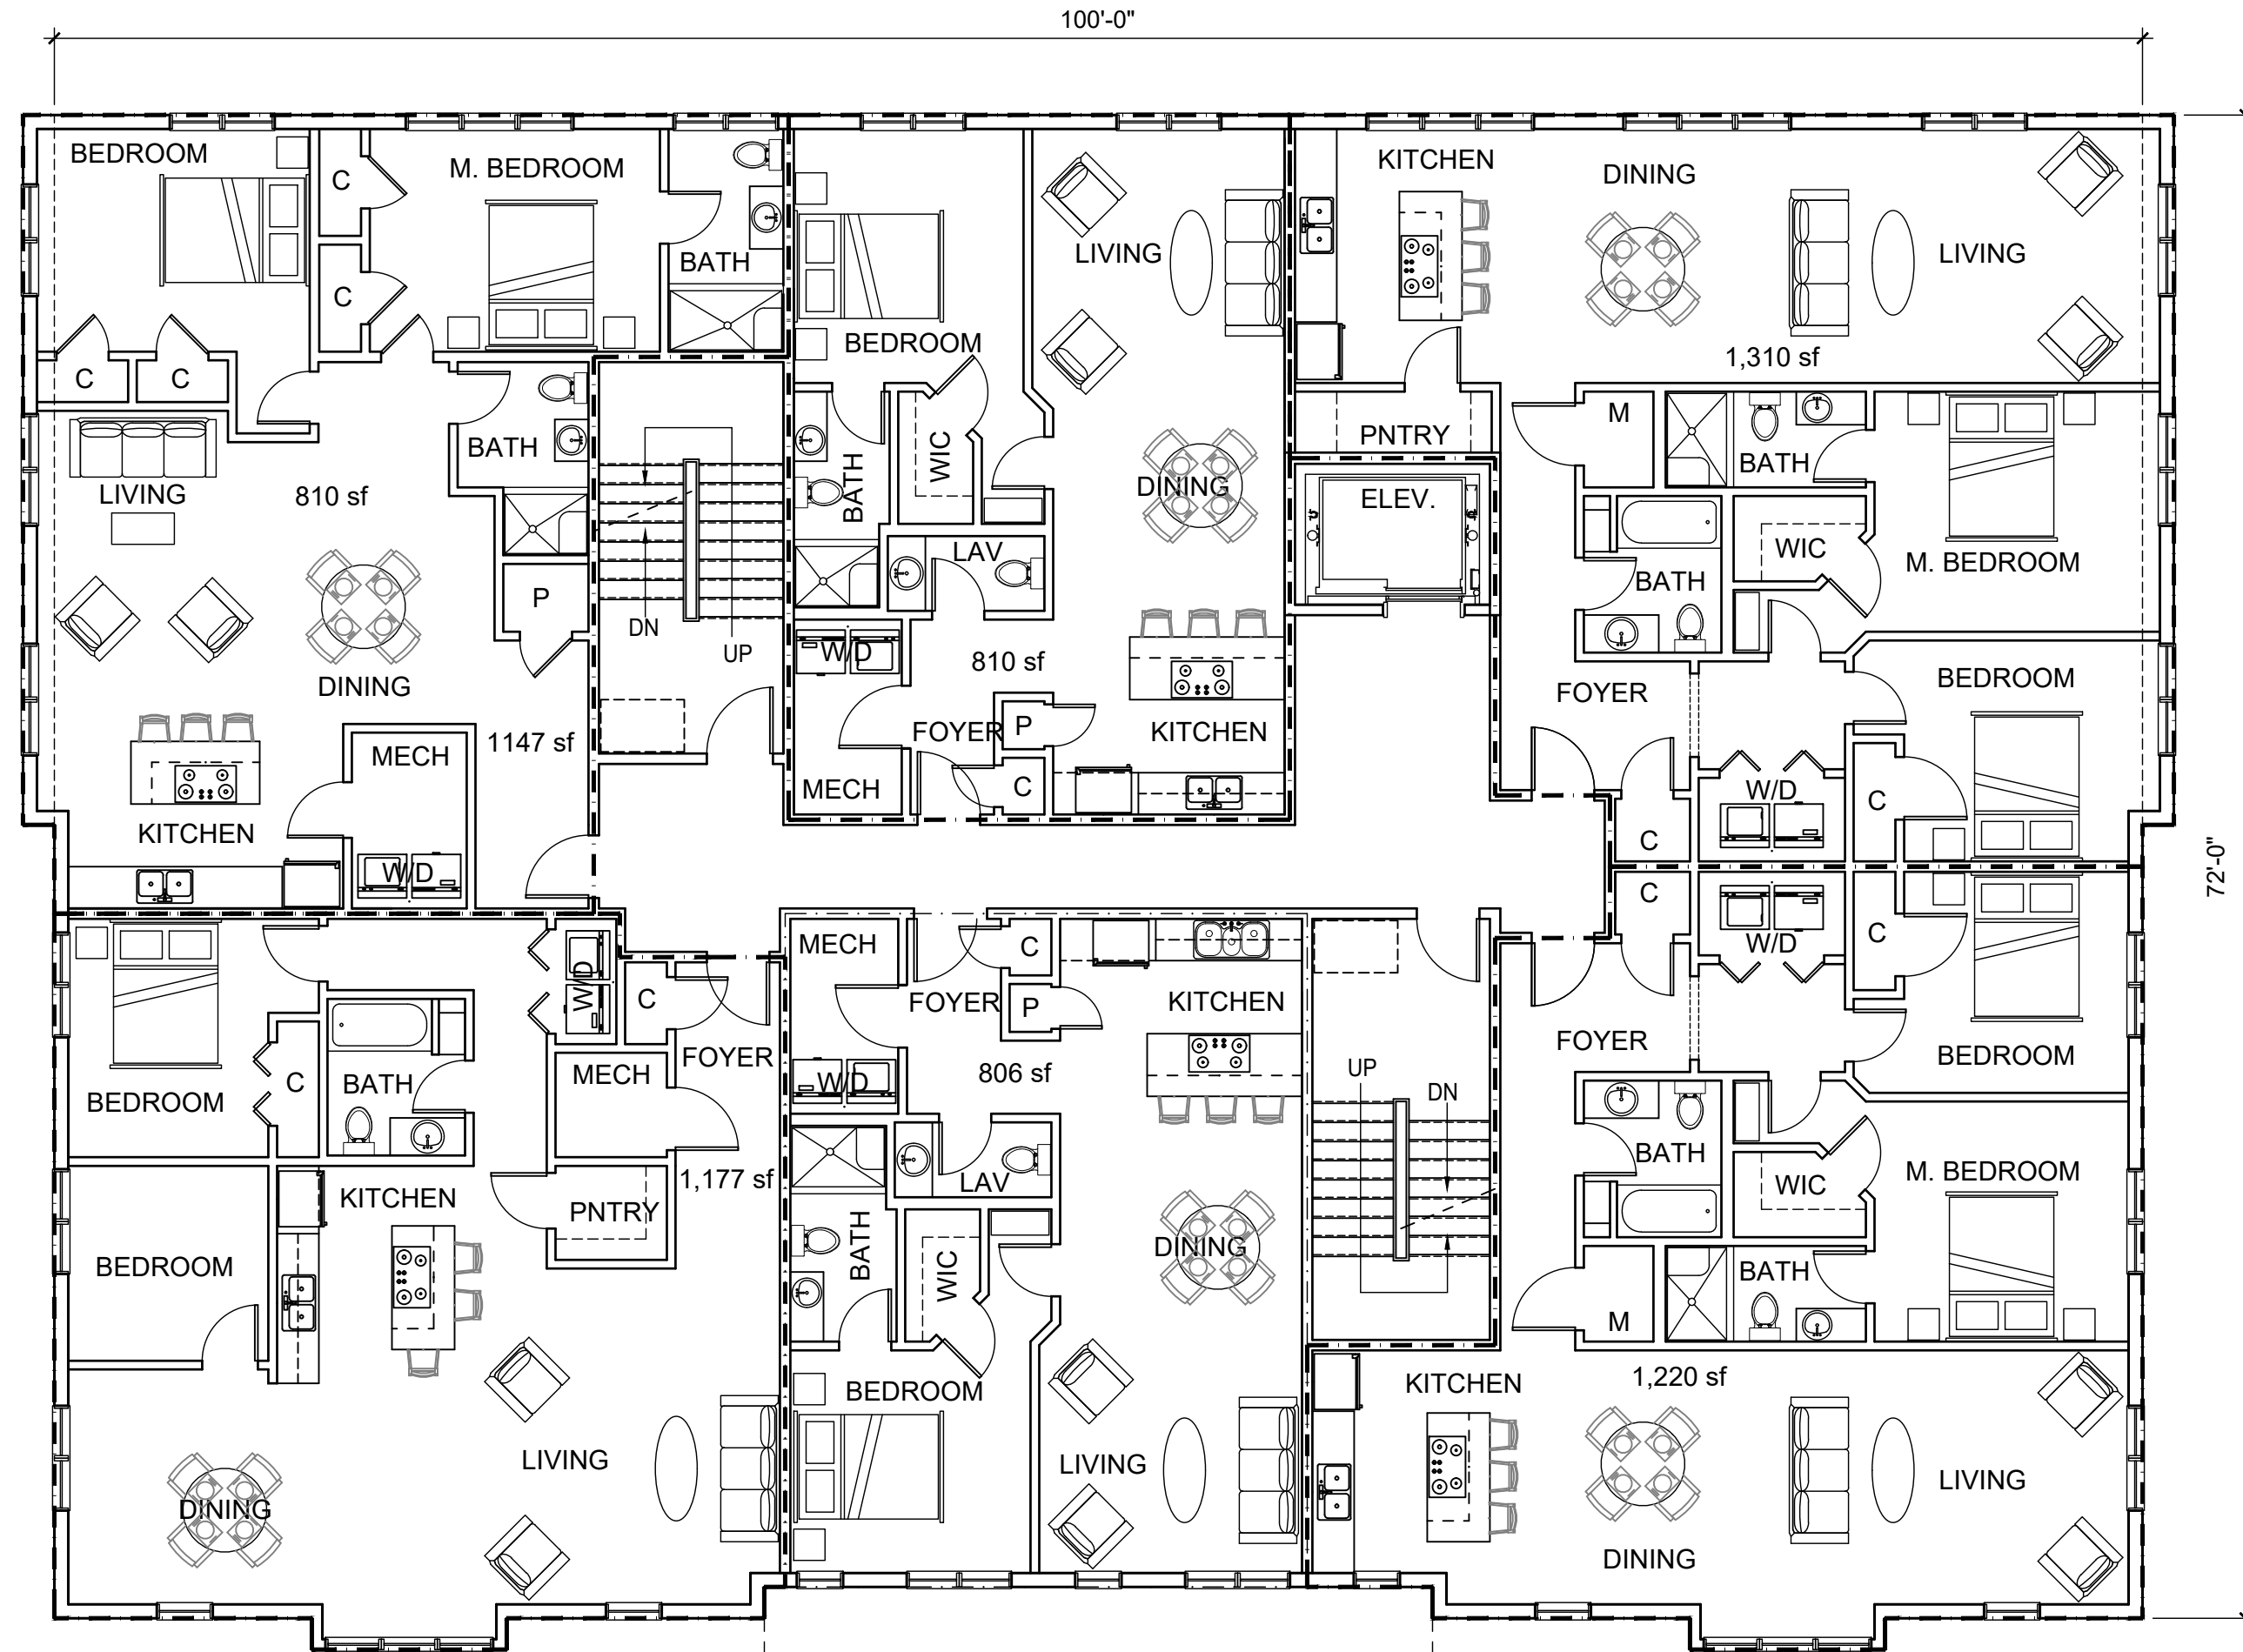 100'-0"
BEDROOM
M. BEDROOM
C
C
BATH
C
C
BATH
LIVING
810 sf
P
DINING
1147 sf
MECH
KITCHEN
W/D
DN
UP
BEDROOM
LIVING
WIC
BATH
DINING
LAV
W/D
810 sf
FOYER
P
KITCHEN
MECH
C
KITCHEN
DINING
LIVING
1,310 sf
PNTRY
ELEV.
M
BATH
WIC
M. BEDROOM
BATH
FOYER
BEDROOM
W/D
C
C
72'-0"
BEDROOM
C
BATH
W/D
C
FOYER
MECH
1,177 sf
KITCHEN
PNTRY
BEDROOM
LIVING
DINING
MECH
C
FOYER
P
KITCHEN
806 sf
W/D
LAV
BATH
WIC
DINING
BEDROOM
LIVING
UP
DN
C
W/D
C
FOYER
BEDROOM
BATH
WIC
M. BEDROOM
BATH
M
1,220 sf
KITCHEN
LIVING
DINING